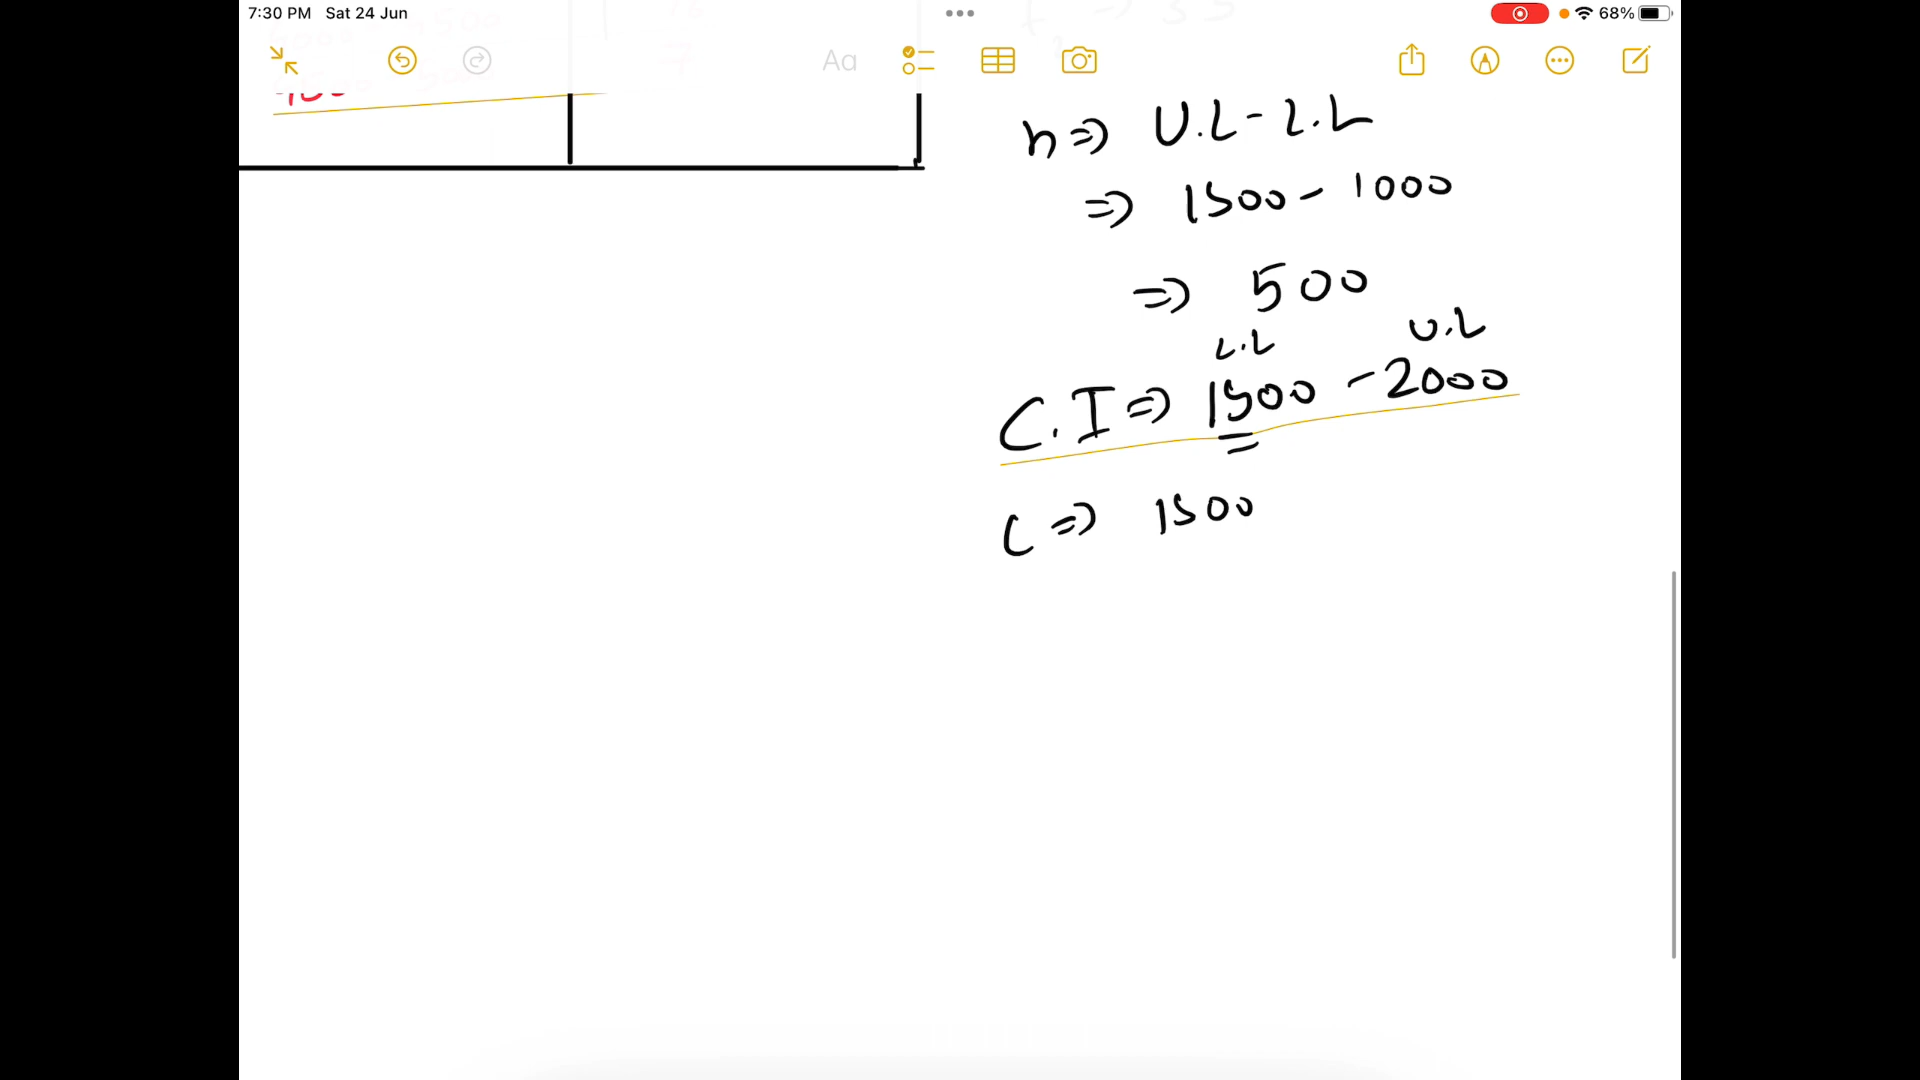 7:30 PM Sat 24 Jun
68%
Aa
h ⇒ U.L - L.L
⇒ 1500 - 1000
⇒ 500
L.L U.L
C.I ⇒ 1500 - 2000
l ⇒ 1500